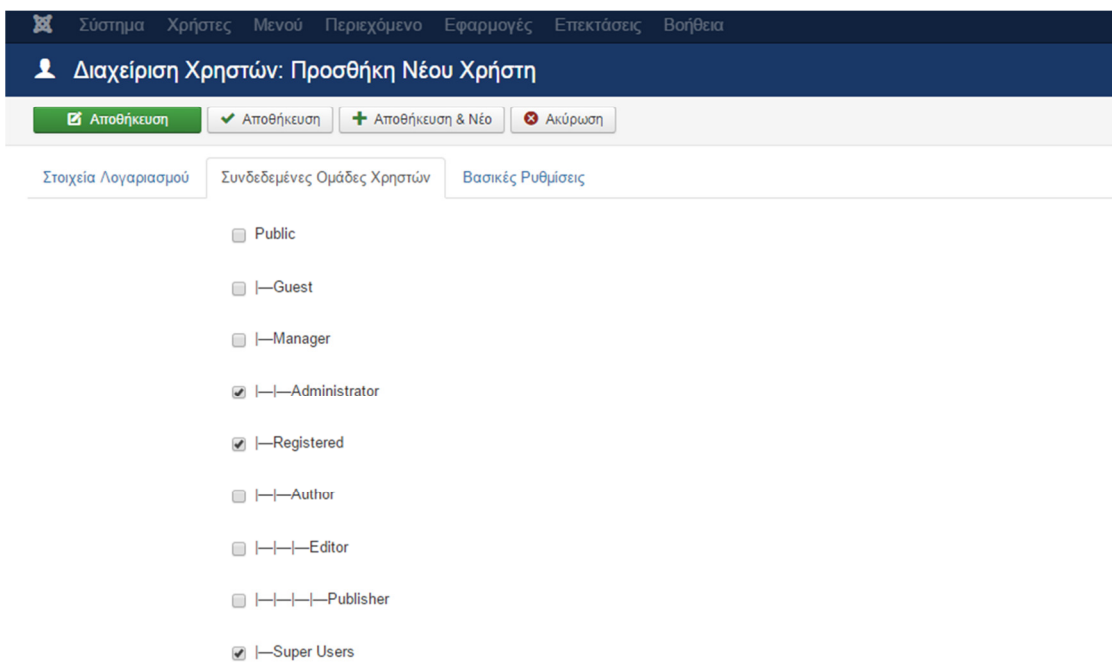 Σύστημα Χρήστες Μενού Περιεχόμενο Εφαρμογές Επεκτάσεις Βοήθεια
Διαχείριση Χρηστών: Προσθήκη Νέου Χρήστη
Αποθήκευση Αποθήκευση Αποθήκευση & Νέο Ακύρωση
Στοιχεία Λογαριασμού Συνδεδεμένες Ομάδες Χρηστών Βασικές Ρυθμίσεις
Public
|—Guest
|—Manager
|—|—Administrator
|—Registered
|—|—Author
|—|—|—Editor
|—|—|—|—Publisher
|—Super Users